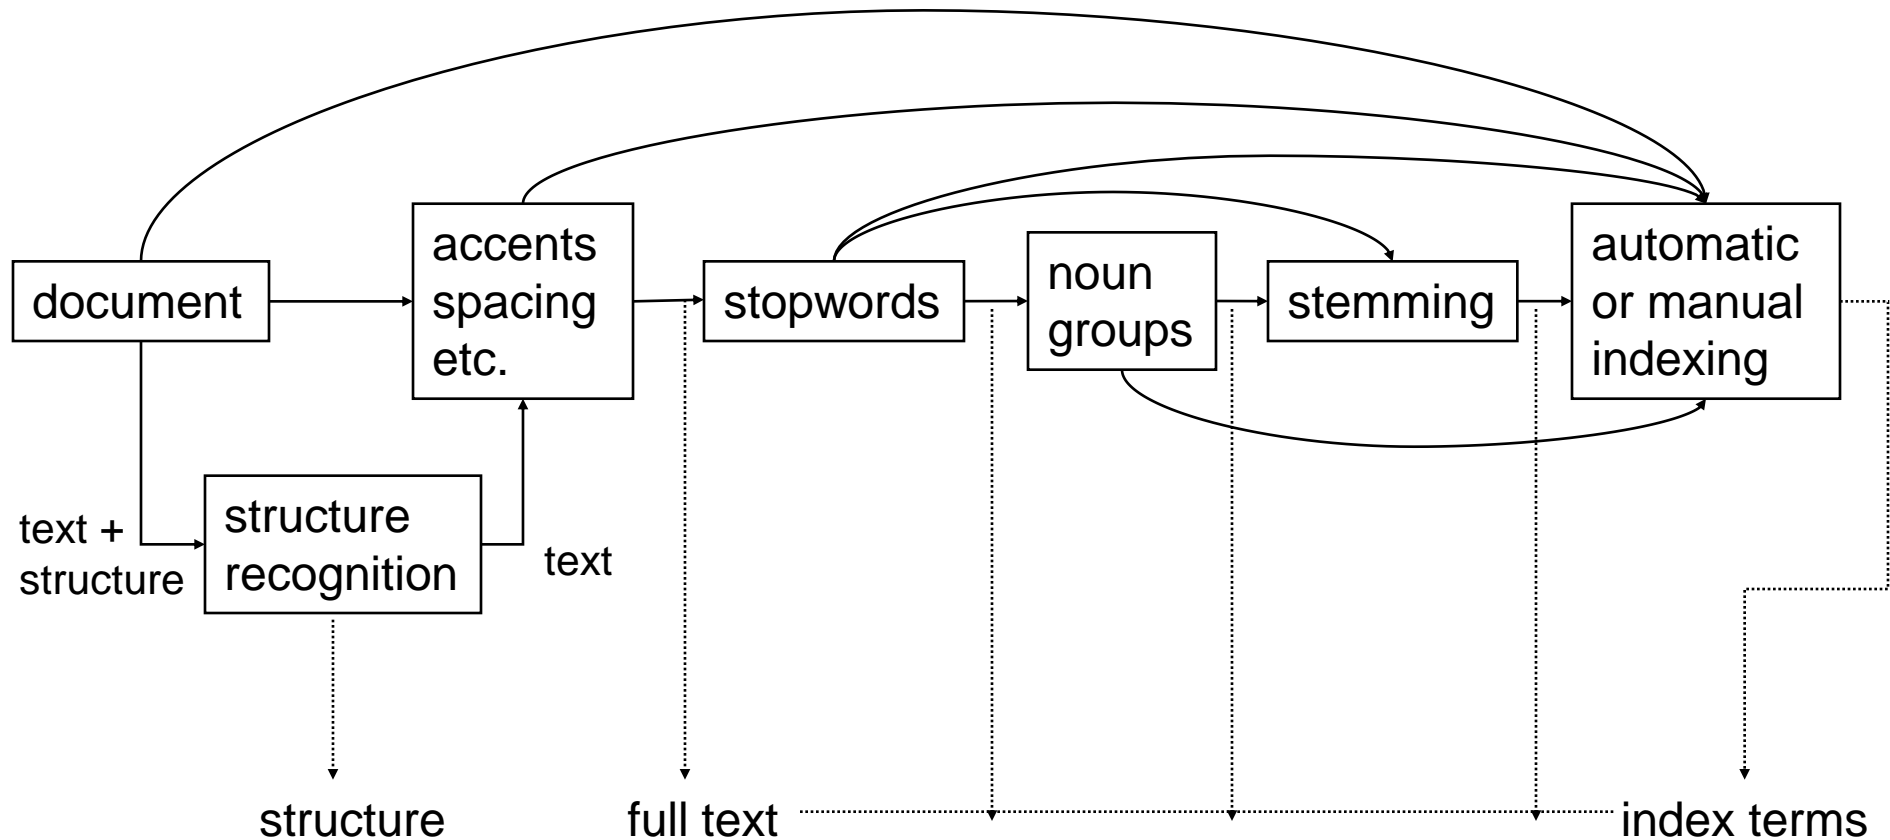 document
accents
spacing
etc.
stopwords
noun
groups
stemming
automatic
or manual
indexing
text +
structure
structure
recognition
text
structure
full text
index terms